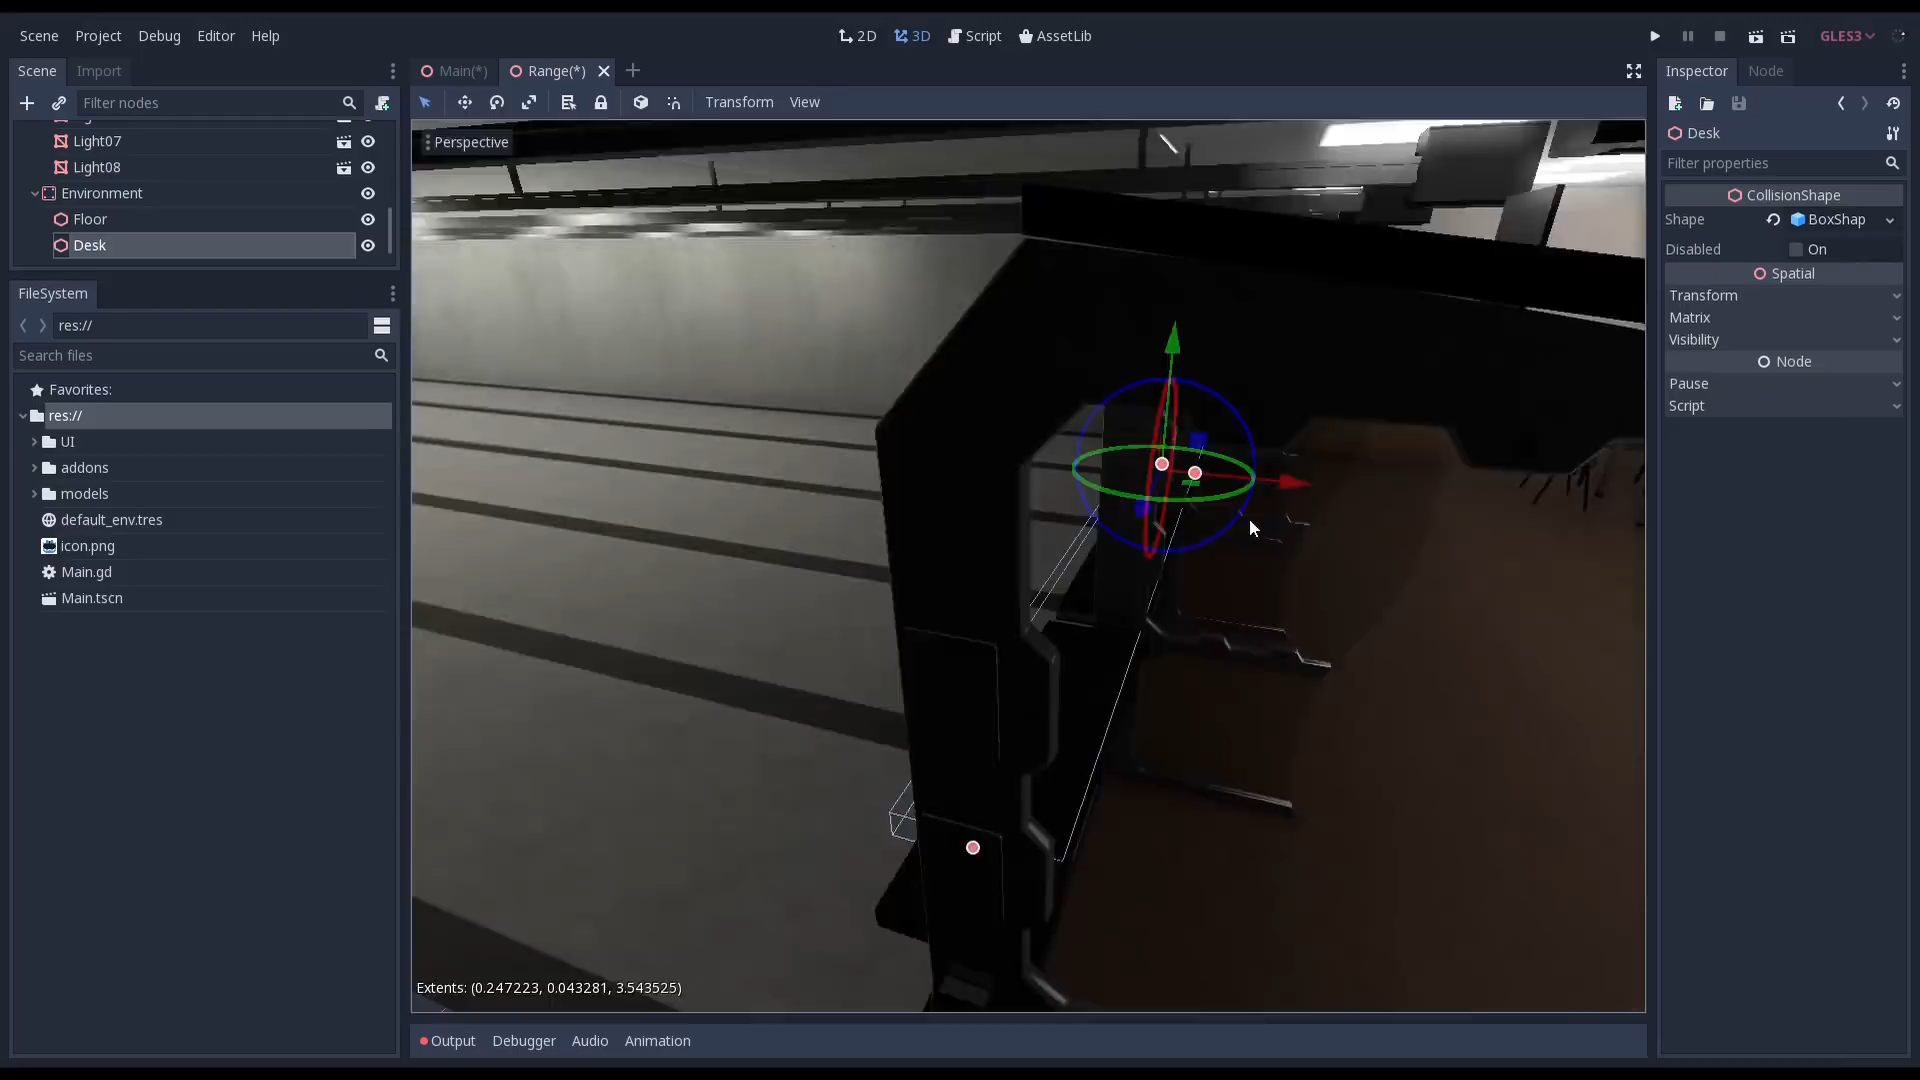 Scene Project Debug Editor Help
2D 3D Script AssetLib
GLES3
Scene Import
Main(*) Range(*)
Inspector Node
Filter nodes
Transform View
Light07
Light08
Environment
Floor
Desk
Perspective
Desk
Filter properties
CollisionShape
Shape BoxShap
Disabled On
Spatial
Transform
Matrix
Visibility
Node
Pause
Script
FileSystem
res://
Search files
Favorites:
res://
UI
addons
models
default_env.tres
icon.png
Main.gd
Main.tscn
Extents: (0.247223, 0.043281, 3.543525)
Output Debugger Audio Animation